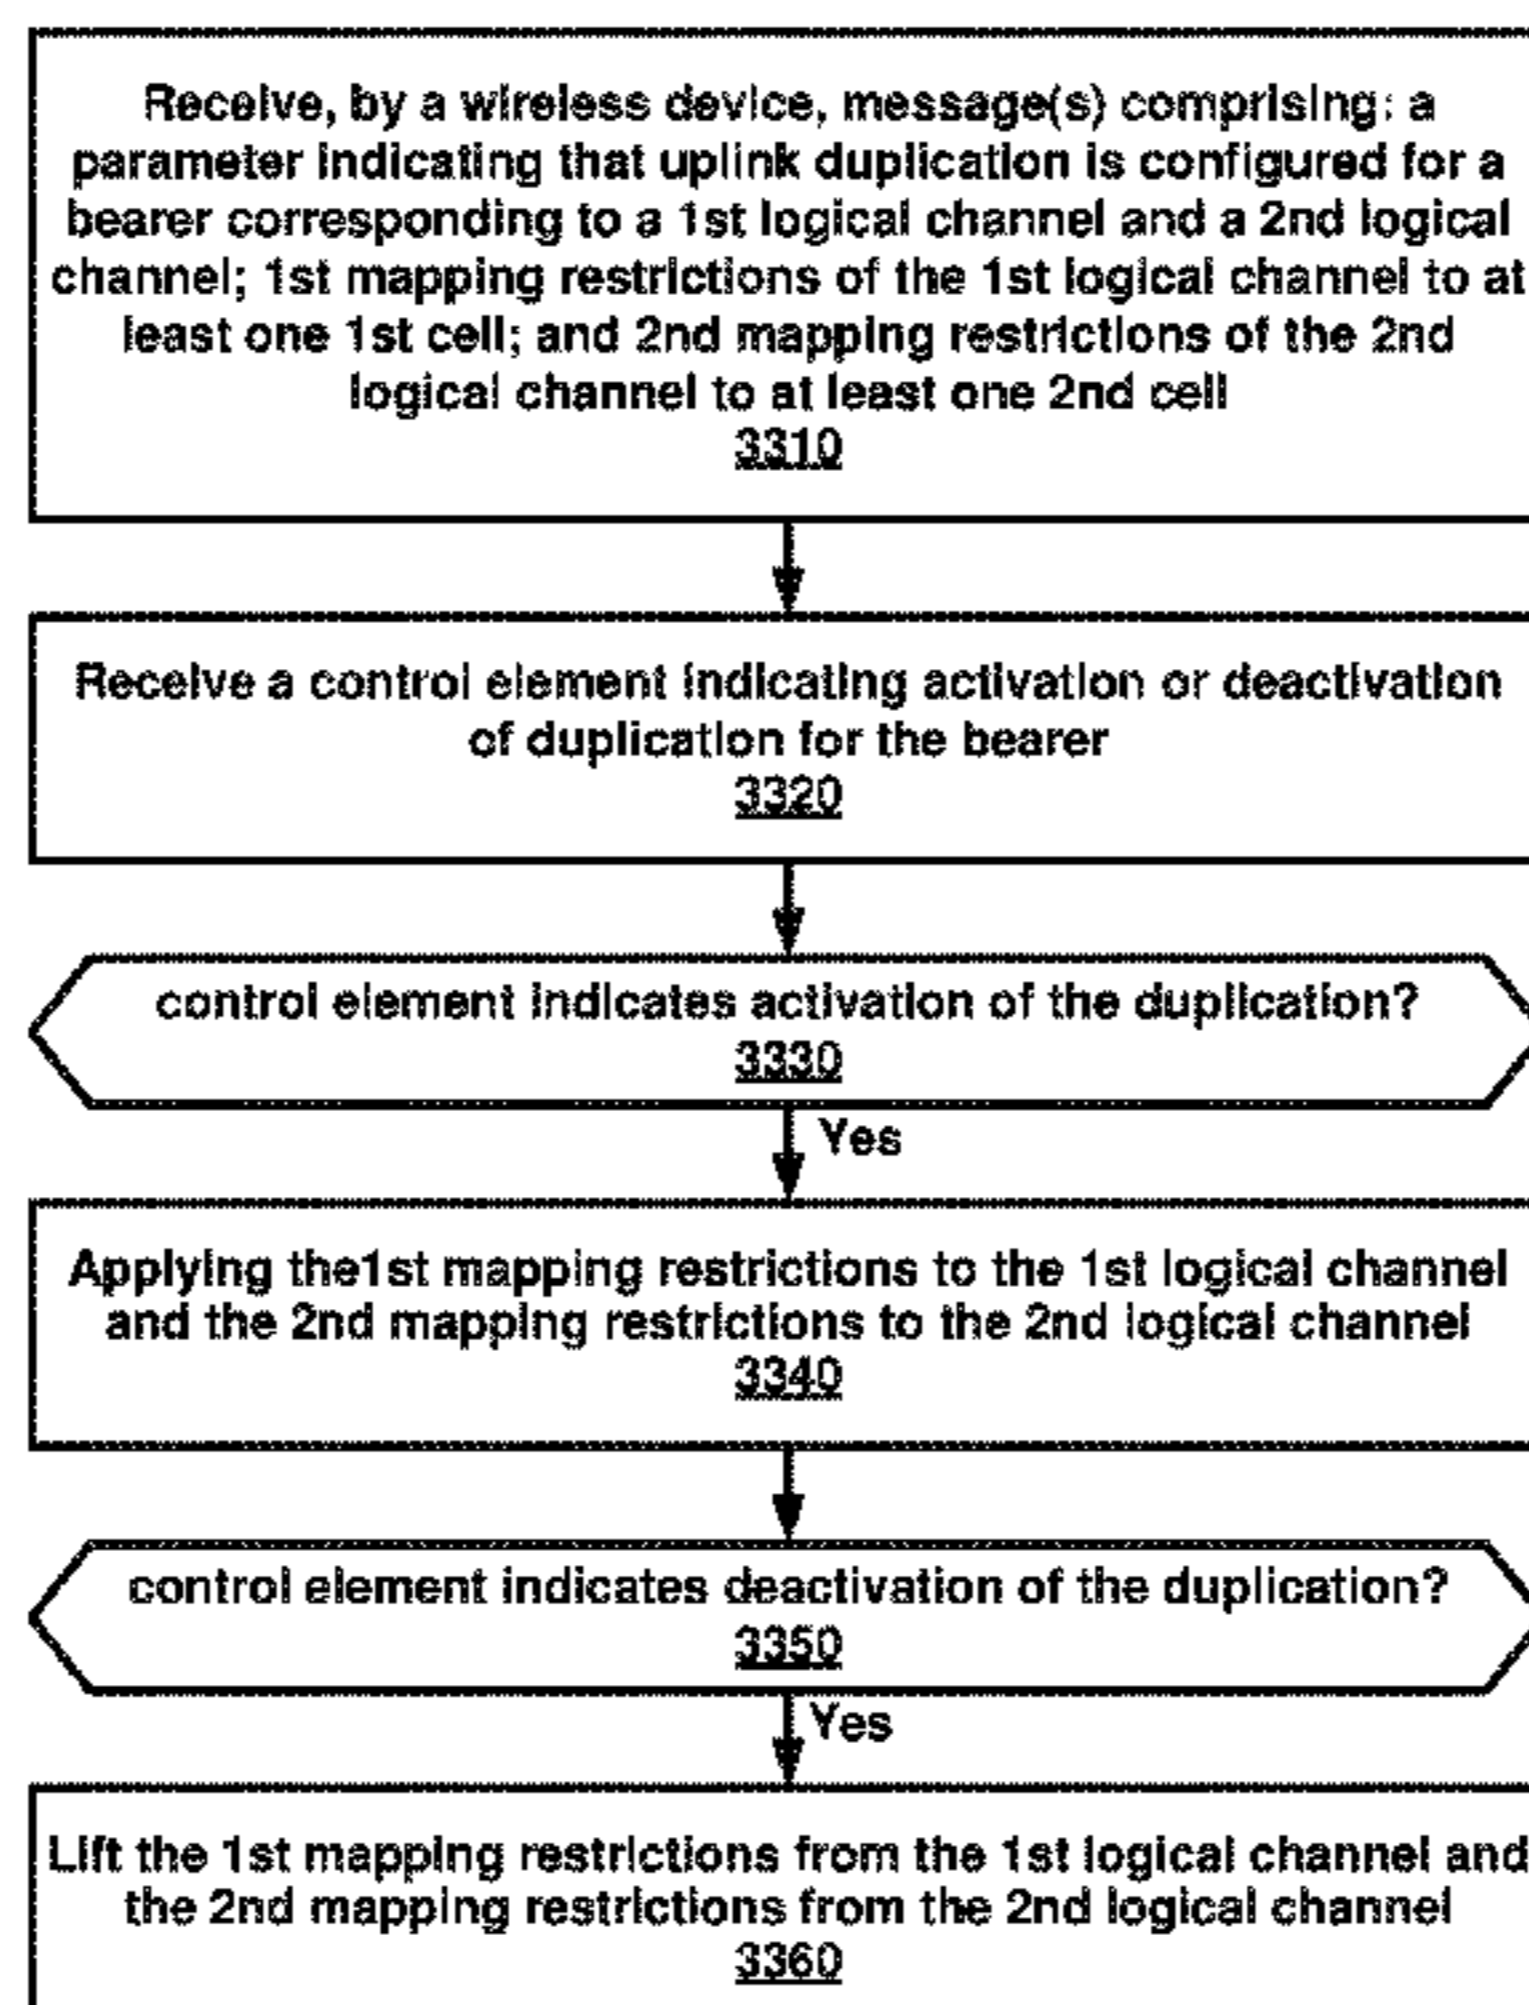 Receive, by a wireless device, message(s) comprising: a
parameter indicating that uplink duplication is configured for a
bearer corresponding to a 1st logical channel and a 2nd logical
channel; 1st mapping restrictions of the 1st logical channel to at
least one 1st cell; and 2nd mapping restrictions of the 2nd
logical channel to at least one 2nd cell
3310
Receive a control element indicating activation or deactivation
of duplication for the bearer
3320
control element indicates activation of the duplication?
3330
Yes
Applying the1st mapping restrictions to the 1st logical channel
and the 2nd mapping restrictions to the 2nd logical channel
3340
control element indicates deactivation of the duplication?
3350
Yes
Lift the 1st mapping restrictions from the 1st logical channel and
the 2nd mapping restrictions from the 2nd logical channel
3360